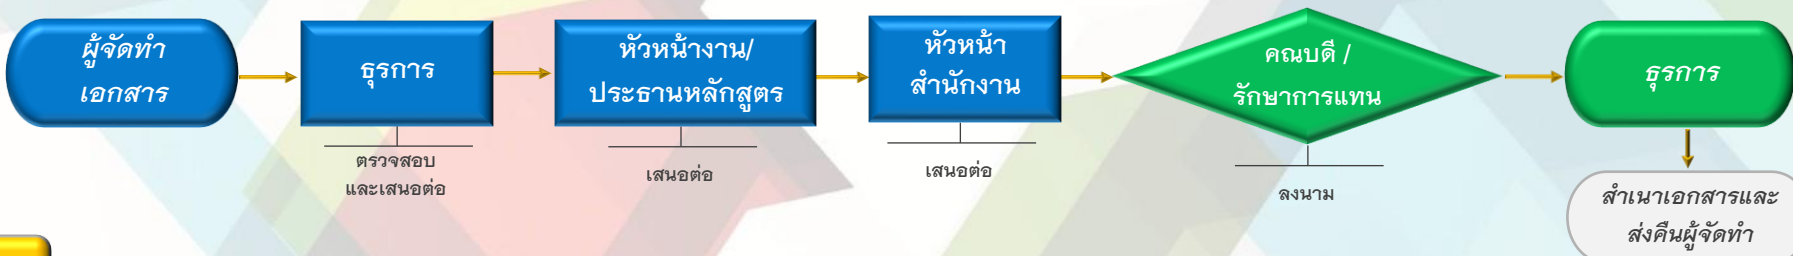 ผู้จัดทำ
เอกสาร
ธุรการ
ตรวจสอบ
และเสนอต่อ
หัวหน้างาน/
ประธานหลักสูตร
เสนอต่อ
หัวหน้า
สำนักงาน
เสนอต่อ
คณบดี /
รักษาการแทน
ลงนาม
ธุรการ
สำเนาเอกสารและ
ส่งคืนผู้จัดทำ